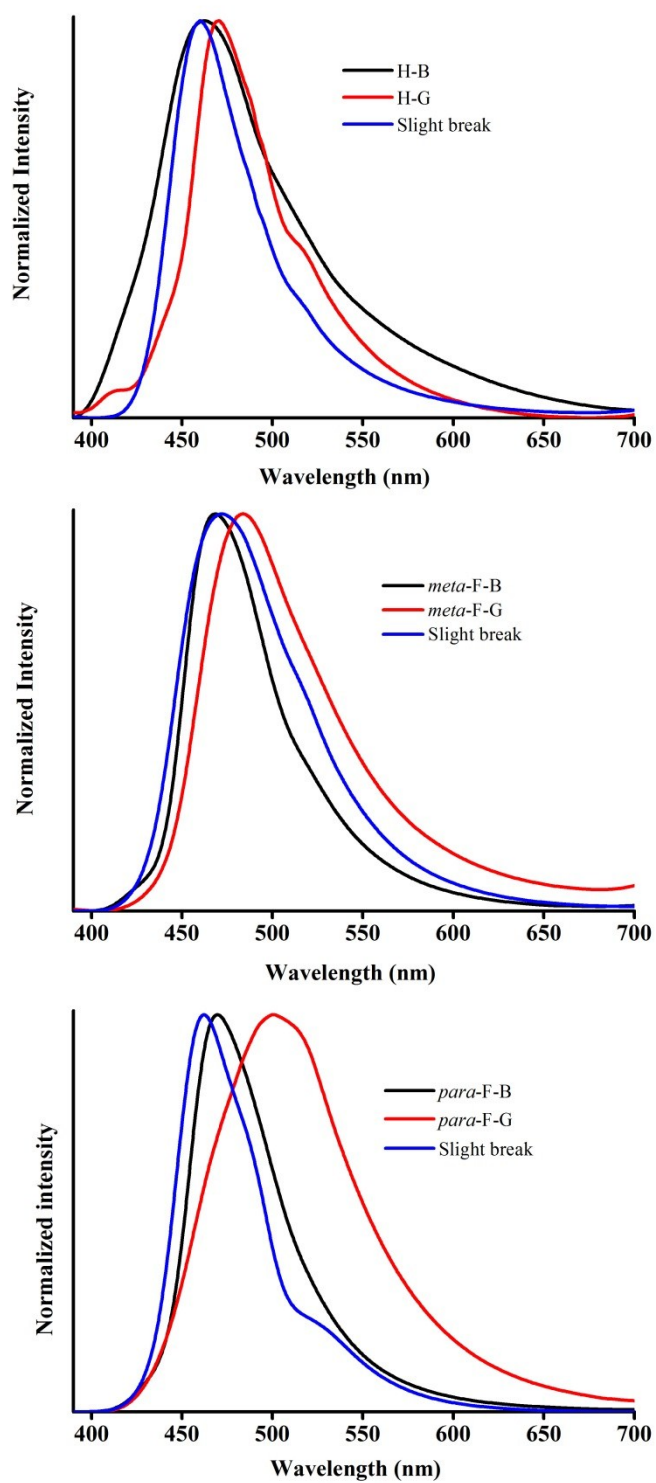 Normalized Intensity
H-B
H-G
Slight break
400 450 500 550 600 650 700
Wavelength (nm)
Normalized Intensity
meta-F-B
meta-F-G
Slight break
400 450 500 550 600 650 700
Wavelength (nm)
Normalized intensity
para-F-B
para-F-G
Slight break
400 450 500 550 600 650 700
Wavelength (nm)